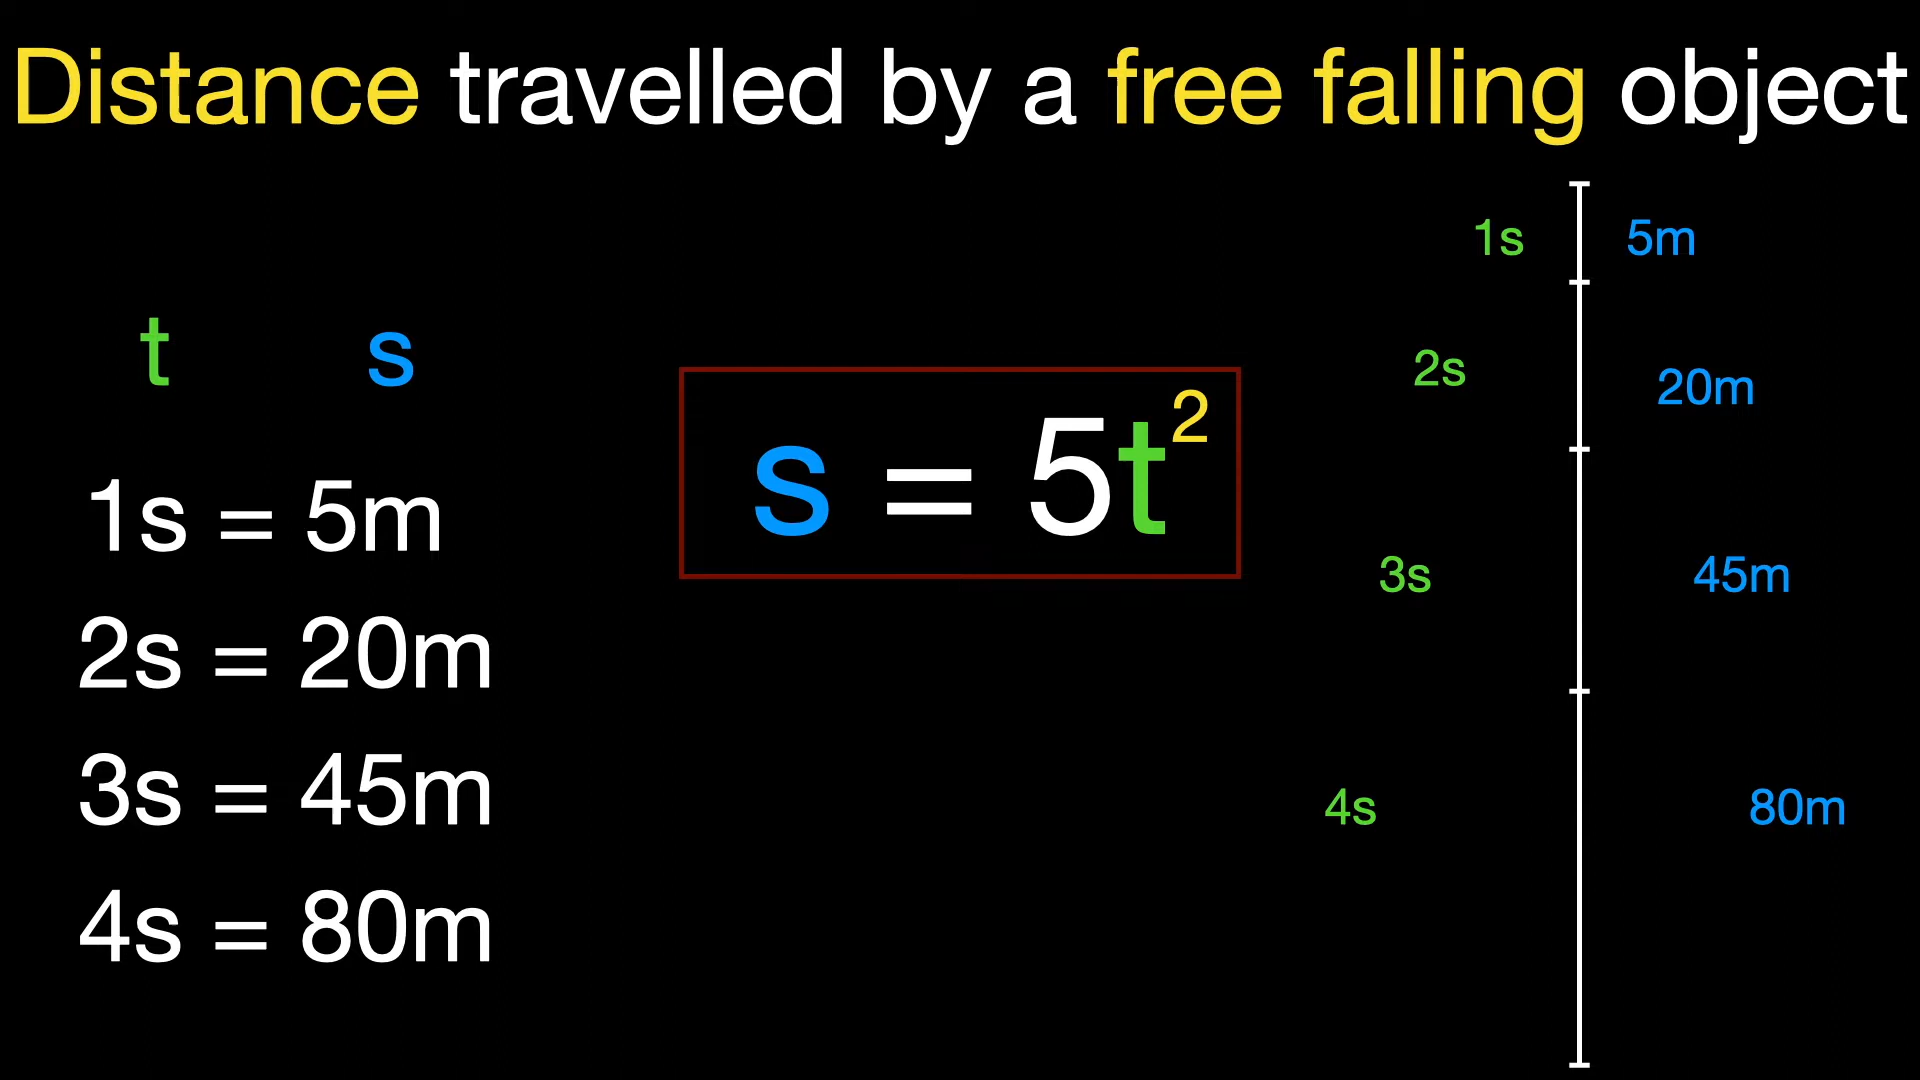 Distance travelled by a free falling object
t s
1s = 5m
2s = 20m
3s = 45m
4s = 80m
s = 5t²
1s 5m
2s 20m
3s 45m
4s 80m